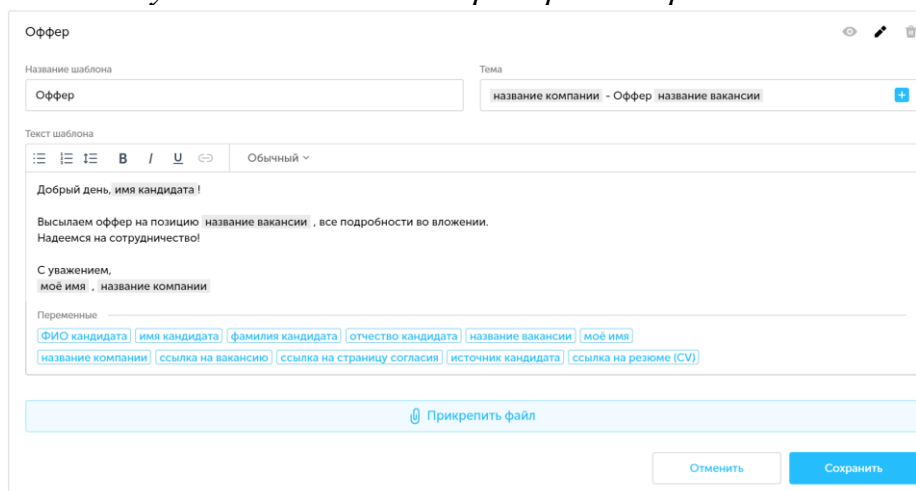 Оффер
Название шаблона
Тема
Оффер
название компании - Оффер название вакансии
Текст шаблона
B I U Обычный
Добрый день, имя кандидата !
Высылаем оффер на позицию название вакансии , все подробности во вложении.
Надеемся на сотрудничество!
С уважением,
моё имя , название компании
Переменные
ФИО кандидата имя кандидата фамилия кандидата отчество кандидата название вакансии моё имя
название компании ссылка на вакансию ссылка на страницу согласия источник кандидата ссылка на резюме (CV)
Прикрепить файл
Отменить
Сохранить